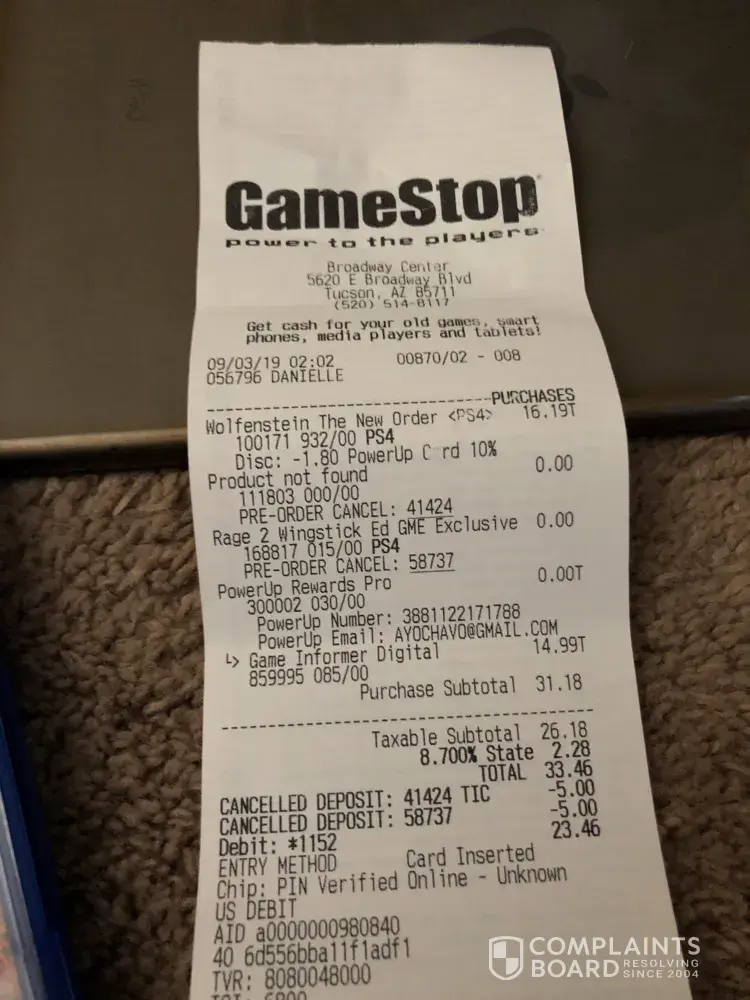 GameStop
power to the players
Broadway Center
5620 E Broadway Blvd
Tucson, AZ 85711
(520) 514-8117
Get cash for your old games, smart
phones, media players and tablets!
09/03/19 02:02 00870/02 - 008
056796 DANIELLE
PURCHASES
Wolfenstein The New Order <PS4> 16.19T
100171 932/00 PS4
Disc: -1.80 PowerUp C rd 10%
Product not found 0.00
111803 000/00
PRE-ORDER CANCEL: 41424
Rage 2 Wingstick Ed GME Exclusive 0.00
168817 015/00 PS4
PRE-ORDER CANCEL: 58737
PowerUp Rewards Pro 0.00T
300002 030/00
PowerUp Number: 3881122171788
PowerUp Email: AYOCHAVO@GMAIL.COM
↳ Game Informer Digital 14.99T
859995 085/00
Purchase Subtotal 31.18
Taxable Subtotal 26.18
8.700% State 2.28
TOTAL 33.46
CANCELLED DEPOSIT: 41424 TIC -5.00
CANCELLED DEPOSIT: 58737 -5.00
Debit: *1152 23.46
ENTRY METHOD Card Inserted
Chip: PIN Verified Online - Unknown
US DEBIT
AID a0000000980840
40 6d556bba11f1adf1
TVR: 8080048000
COMPLAINTS
BOARD RESOLVING SINCE 2004